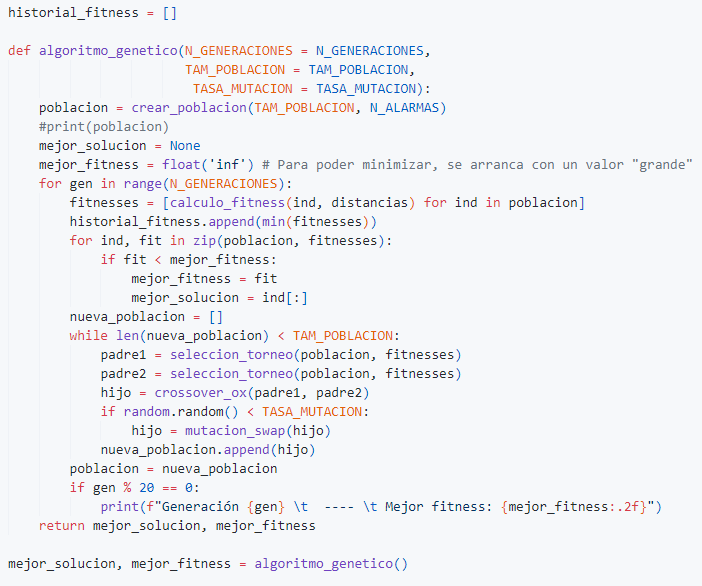 historial_fitness = []
def algoritmo_genetico(N_GENERACIONES = N_GENERACIONES,
                       TAM_POBLACION = TAM_POBLACION,
                        TASA_MUTACION = TASA_MUTACION):
    poblacion = crear_poblacion(TAM_POBLACION, N_ALARMAS)
    #print(poblacion)
    mejor_solucion = None
    mejor_fitness = float('inf') # Para poder minimizar, se arranca con un valor "grande"
    for gen in range(N_GENERACIONES):
        fitnesses = [calculo_fitness(ind, distancias) for ind in poblacion]
        historial_fitness.append(min(fitnesses))
        for ind, fit in zip(poblacion, fitnesses):
            if fit < mejor_fitness:
                mejor_fitness = fit
                mejor_solucion = ind[:]
        nueva_poblacion = []
        while len(nueva_poblacion) < TAM_POBLACION:
            padre1 = seleccion_torneo(poblacion, fitnesses)
            padre2 = seleccion_torneo(poblacion, fitnesses)
            hijo = crossover_ox(padre1, padre2)
            if random.random() < TASA_MUTACION:
                hijo = mutacion_swap(hijo)
            nueva_poblacion.append(hijo)
        poblacion = nueva_poblacion
        if gen % 20 == 0:
            print(f"Generación {gen} \t  ---- \t Mejor fitness: {mejor_fitness:.2f}")
    return mejor_solucion, mejor_fitness
mejor_solucion, mejor_fitness = algoritmo_genetico()